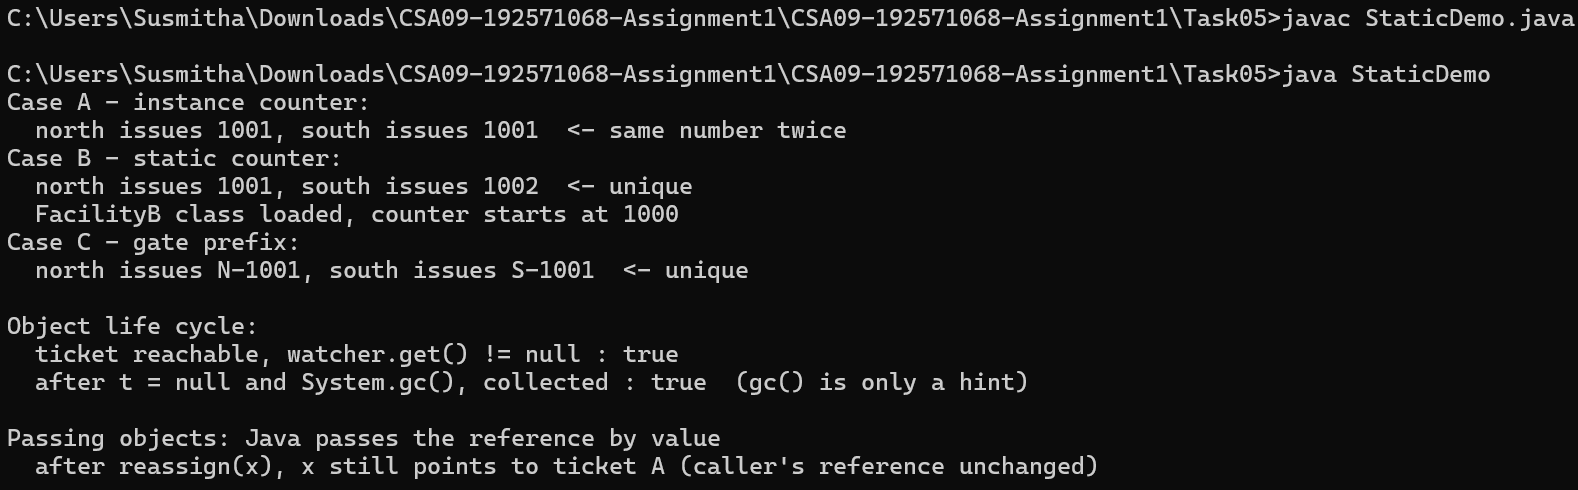 C:\Users\Susmitha\Downloads\CSA09-192571068-Assignment1\CSA09-192571068-Assignment1\Task05>javac StaticDemo.java
C:\Users\Susmitha\Downloads\CSA09-192571068-Assignment1\CSA09-192571068-Assignment1\Task05>java StaticDemo
Case A - instance counter:
  north issues 1001, south issues 1001  <- same number twice
Case B - static counter:
  north issues 1001, south issues 1002  <- unique
  FacilityB class loaded, counter starts at 1000
Case C - gate prefix:
  north issues N-1001, south issues S-1001  <- unique
Object life cycle:
  ticket reachable, watcher.get() != null : true
  after t = null and System.gc(), collected : true  (gc() is only a hint)
Passing objects: Java passes the reference by value
  after reassign(x), x still points to ticket A (caller's reference unchanged)